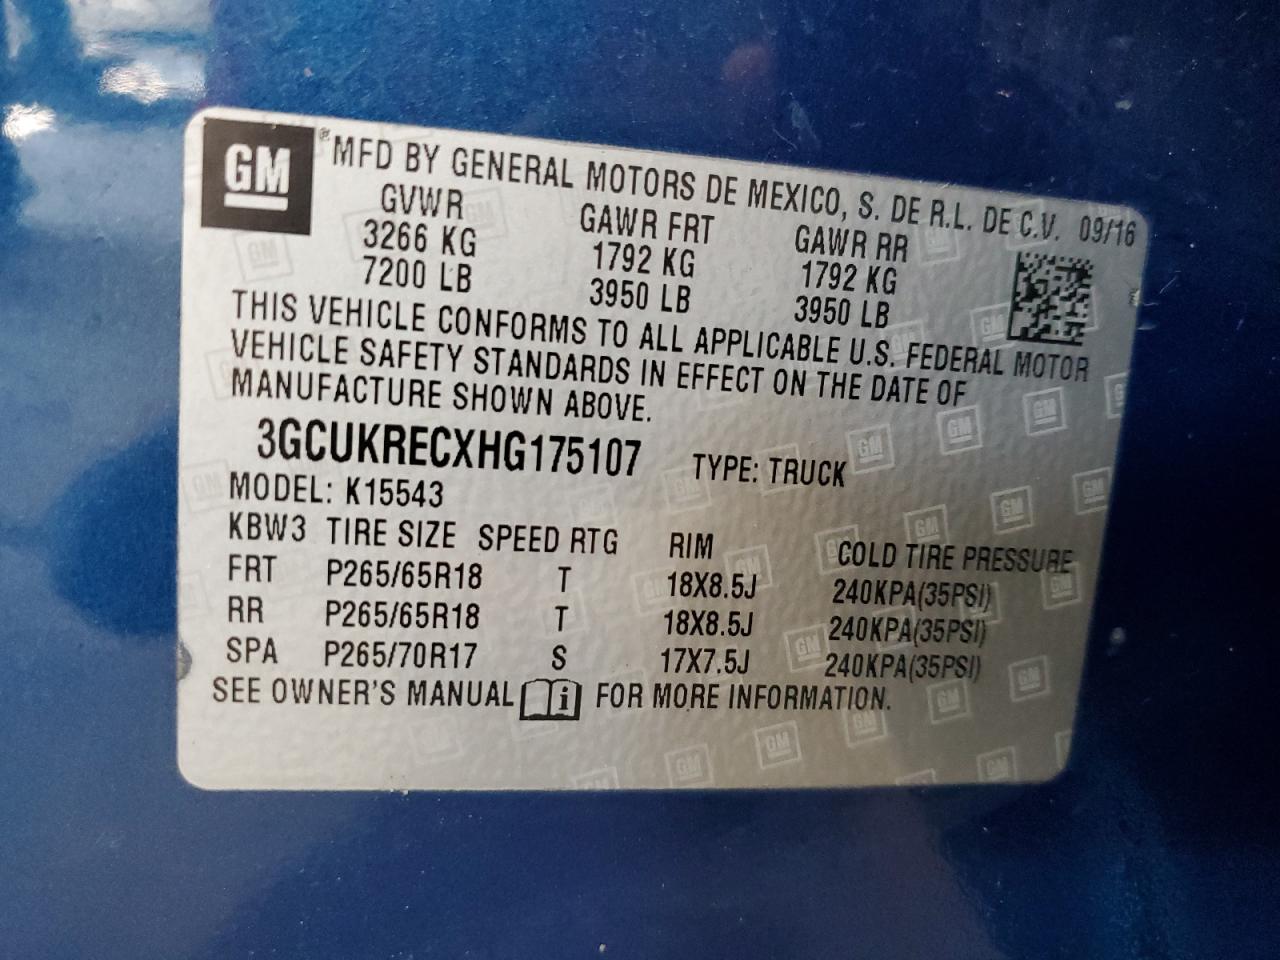 GM ® MFD BY GENERAL MOTORS DE MEXICO, S. DE R.L. DE C.V. 09/16
GVWR GAWR FRT GAWR RR
3266 KG 1792 KG 1792 KG
7200 LB 3950 LB 3950 LB
THIS VEHICLE CONFORMS TO ALL APPLICABLE U.S. FEDERAL MOTOR
VEHICLE SAFETY STANDARDS IN EFFECT ON THE DATE OF
MANUFACTURE SHOWN ABOVE.
3GCUKRECXHG175107 TYPE: TRUCK
MODEL: K15543
KBW3 TIRE SIZE SPEED RTG RIM COLD TIRE PRESSURE
FRT P265/65R18 T 18X8.5J 240KPA(35PSI)
RR P265/65R18 T 18X8.5J 240KPA(35PSI)
SPA P265/70R17 S 17X7.5J 240KPA(35PSI)
SEE OWNER'S MANUAL i FOR MORE INFORMATION.